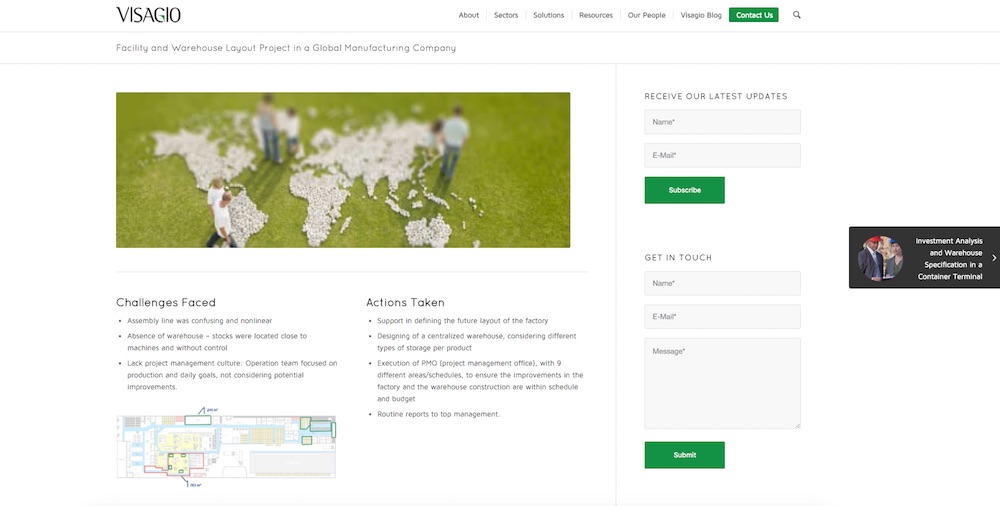 VISAGIO
About
Sectors
Solutions
Resources
Our People
Visagio Blog
Contact Us
Facility and Warehouse Layout Project in a Global Manufacturing Company
Challenges Faced
Assembly line was confusing and nonlinear
Absence of warehouse – stocks were located close to
machines and without control
Lack project management culture: Operation team focused on
production and daily goals, not considering potential
improvements.
Actions Taken
Support in defining the future layout of the factory
Designing of a centralized warehouse, considering different
types of storage per product
Execution of PMO (project management office), with 9
different areas/schedules, to ensure the improvements in the
factory and the warehouse construction are within schedule
and budget
Routine reports to top management.
RECEIVE OUR LATEST UPDATES
Name*
E-Mail*
Subscribe
GET IN TOUCH
Name*
E-Mail*
Message*
Submit
Investment Analysis
and Warehouse
Specification in a
Container Terminal